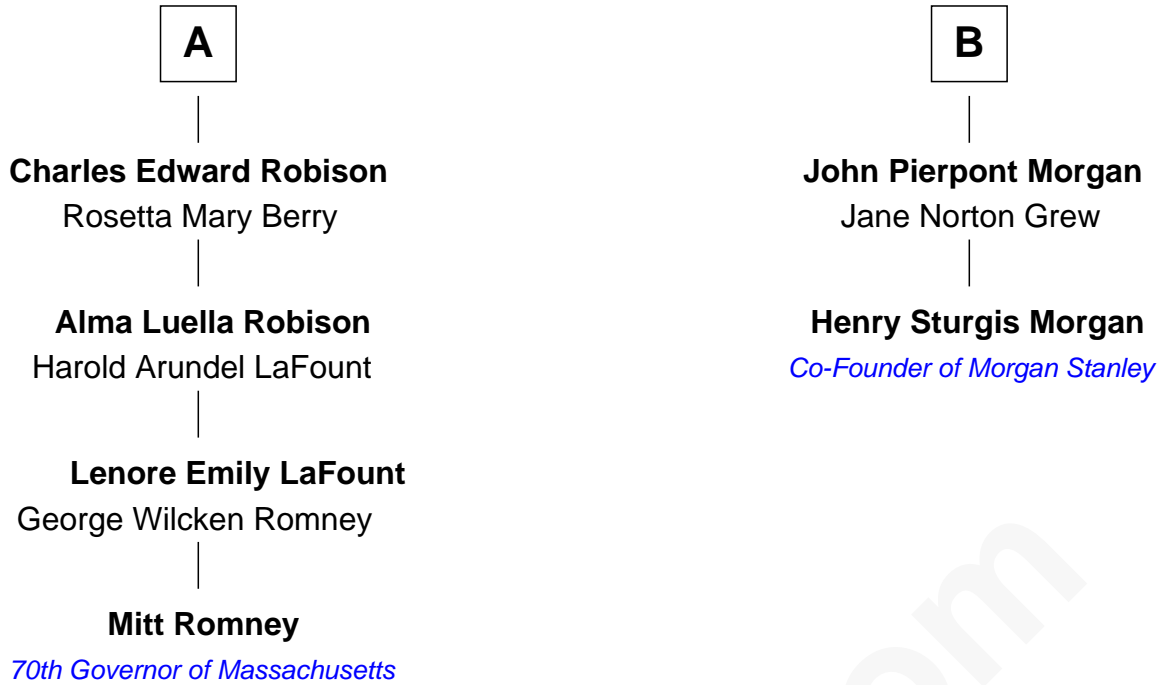 A
Charles Edward Robison
Rosetta Mary Berry
Alma Luella Robison
Harold Arundel LaFount
Lenore Emily LaFount
George Wilcken Romney
Mitt Romney
70th Governor of Massachusetts
B
John Pierpont Morgan
Jane Norton Grew
Henry Sturgis Morgan
Co-Founder of Morgan Stanley
om